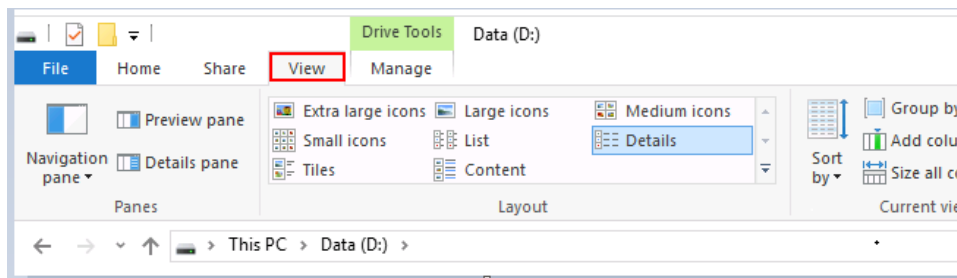 Drive Tools Data (D:)
File Home Share View Manage
Extra large icons Large icons Medium icons Group by
Preview pane
Small icons List Details Add colu
Navigation pane Details pane Sort by
Tiles Content Size all c
Panes Layout Current vie
This PC > Data (D:) >